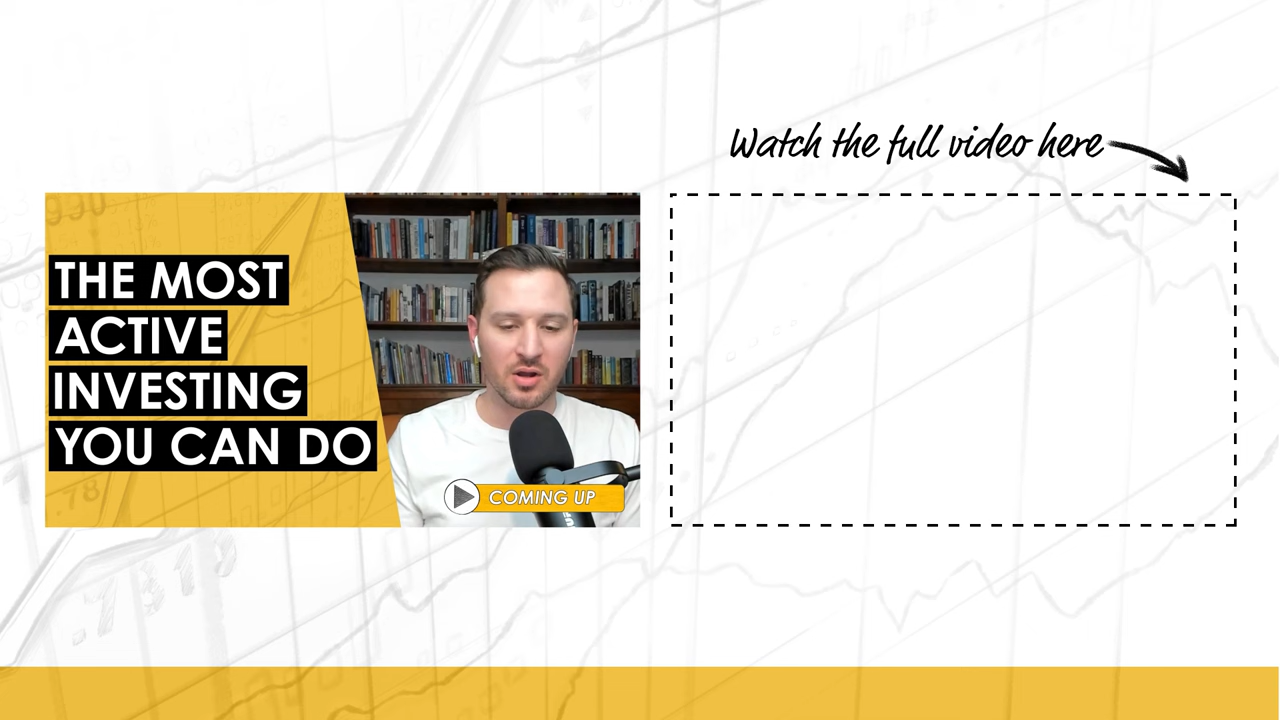 Watch the full video here
THE MOST
ACTIVE
INVESTING
YOU CAN DO
COMING UP